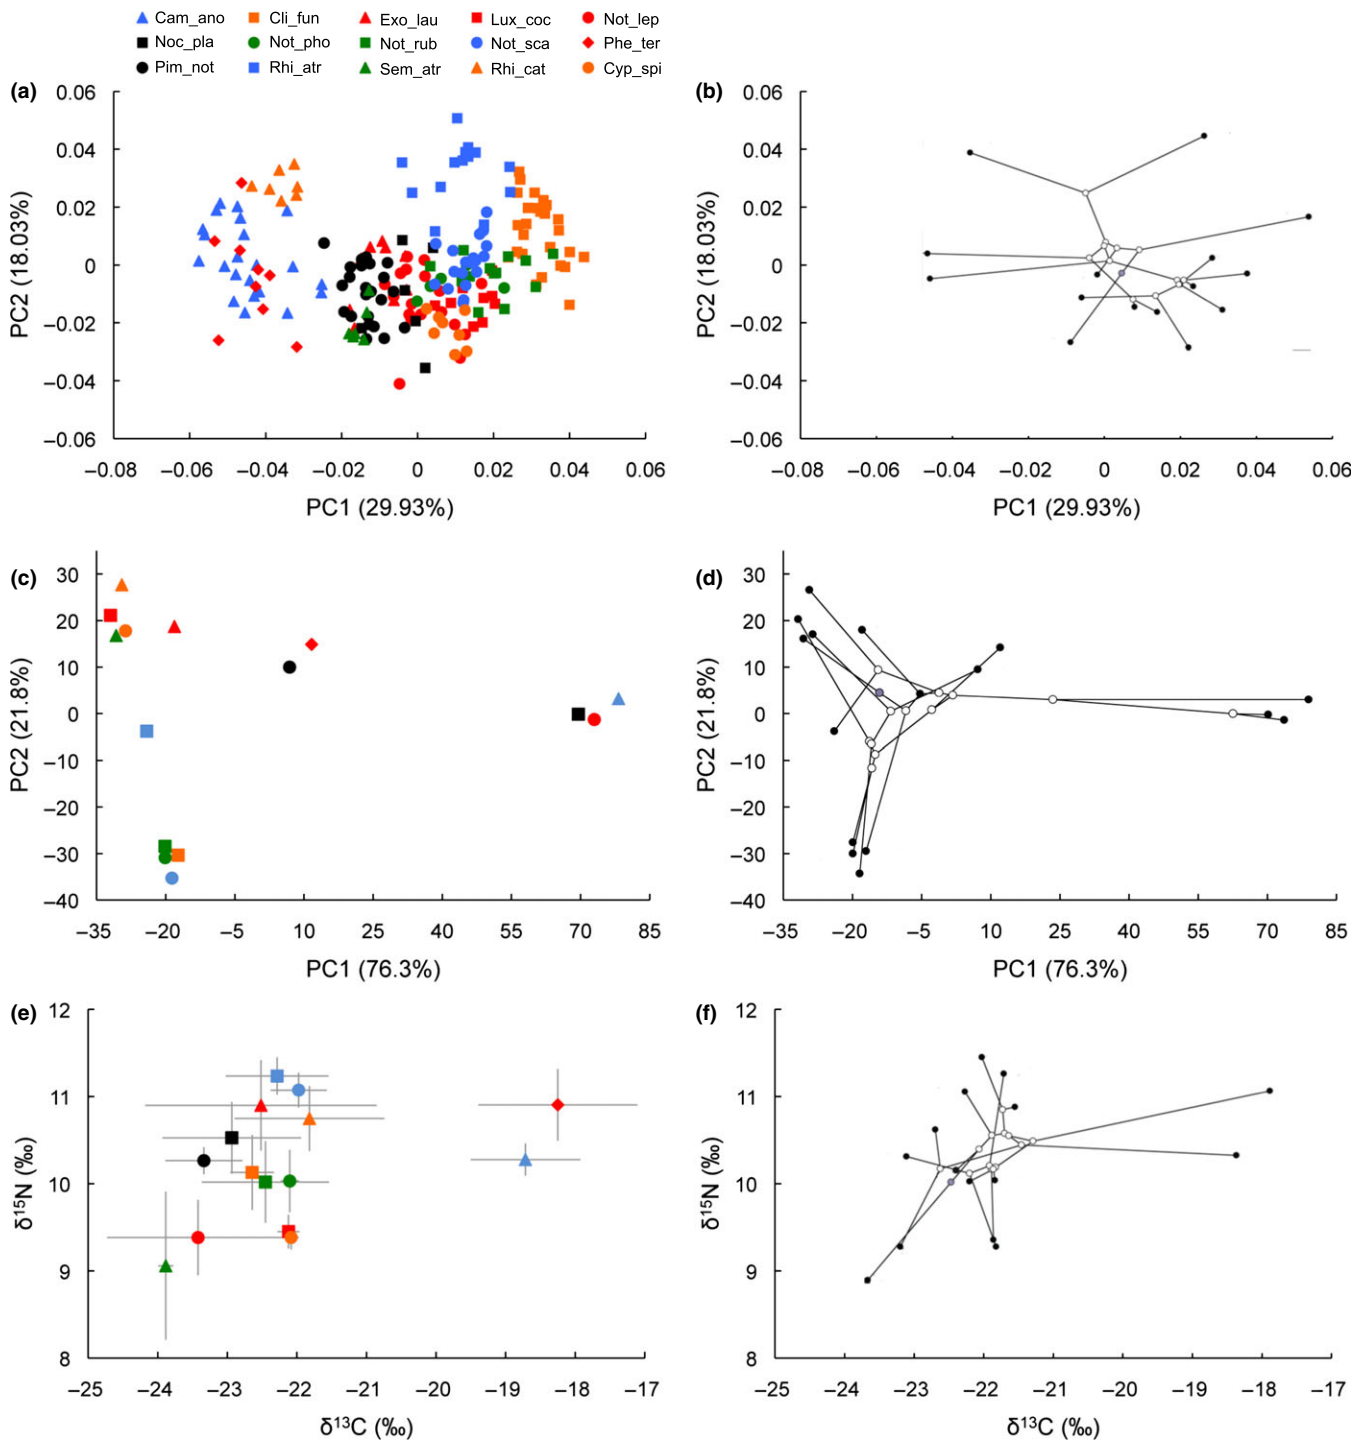 Cam_ano Cli_fun Exo_lau Lux_coc Not_lep
Noc_pla Not_pho Not_rub Not_sca Phe_ter
Pim_not Rhi_atr Sem_atr Rhi_cat Cyp_spi
(a)
0.06
0.04
0.02
0
−0.02
−0.04
−0.06
PC2 (18.03%)
−0.08 −0.06 −0.04 −0.02 0 0.02 0.04 0.06
PC1 (29.93%)
(b)
0.06
0.04
0.02
0
−0.02
−0.04
−0.06
PC2 (18.03%)
−0.08 −0.06 −0.04 −0.02 0 0.02 0.04 0.06
PC1 (29.93%)
(c)
30
20
10
0
−10
−20
−30
−40
PC2 (21.8%)
−35 −20 −5 10 25 40 55 70 85
PC1 (76.3%)
(d)
30
20
10
0
−10
−20
−30
−40
PC2 (21.8%)
−35 −20 −5 10 25 40 55 70 85
PC1 (76.3%)
(e)
12
11
10
9
8
δ¹⁵N (‰)
−25 −24 −23 −22 −21 −20 −19 −18 −17
δ¹³C (‰)
(f)
12
11
10
9
8
δ¹⁵N (‰)
−25 −24 −23 −22 −21 −20 −19 −18 −17
δ¹³C (‰)